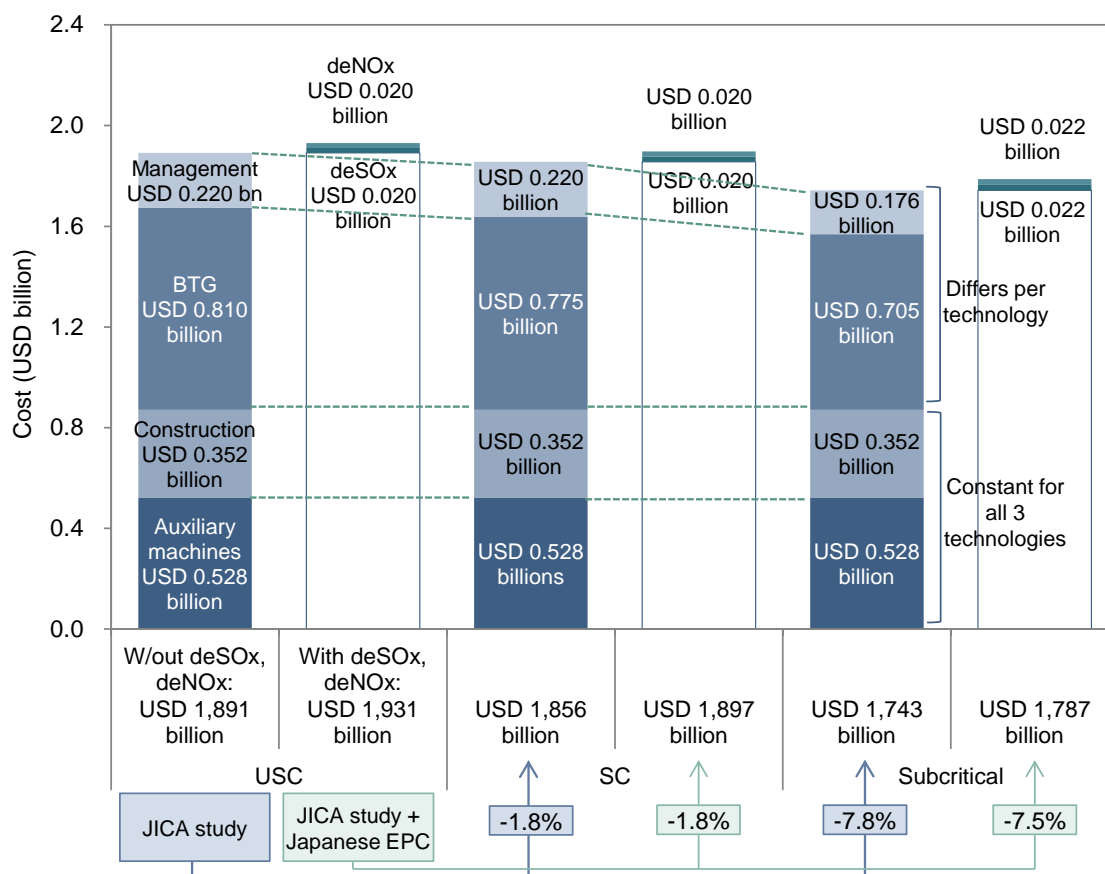 Cost (USD billion)
2.4
2.0
1.6
1.2
0.8
0.4
0.0
Management
USD 0.220 bn
BTG
USD 0.810
billion
Construction
USD 0.352
billion
Auxiliary
machines
USD 0.528
billion
deNOx
USD 0.020
billion
deSOx
USD 0.020
billion
USD 0.220
billion
USD 0.775
billion
USD 0.352
billion
USD 0.528
billions
USD 0.020
billion
USD 0.020
billion
USD 0.176
billion
USD 0.705
billion
USD 0.352
billion
USD 0.528
billion
USD 0.022
billion
USD 0.022
billion
Differs per
technology
Constant for
all 3
technologies
W/out deSOx,
deNOx:
USD 1,891
billion
With deSOx,
deNOx:
USD 1,931
billion
USD 1,856
billion
USD 1,897
billion
USD 1,743
billion
USD 1,787
billion
USC
SC
Subcritical
JICA study
JICA study +
Japanese EPC
-1.8%
-1.8%
-7.8%
-7.5%